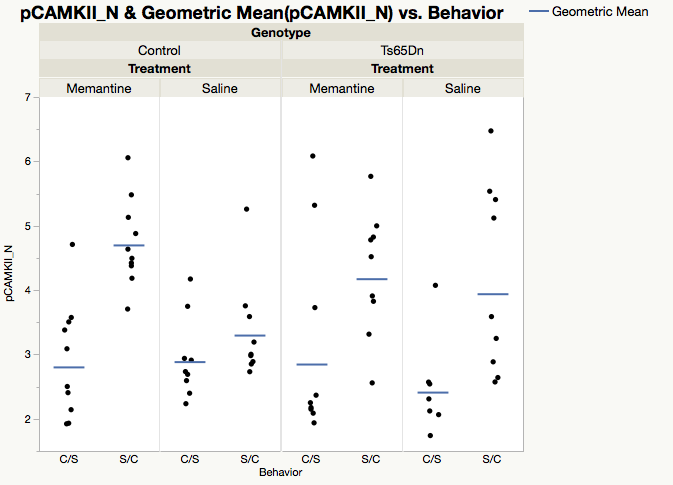 pCAMKII_N & Geometric Mean(pCAMKII_N) vs. Behavior
Geometric Mean
Genotype
Control Ts65Dn
Treatment Treatment
Memantine Saline Memantine Saline
7
6
5
4
3
2
pCAMKII_N
C/S S/C C/S S/C C/S S/C C/S S/C
Behavior